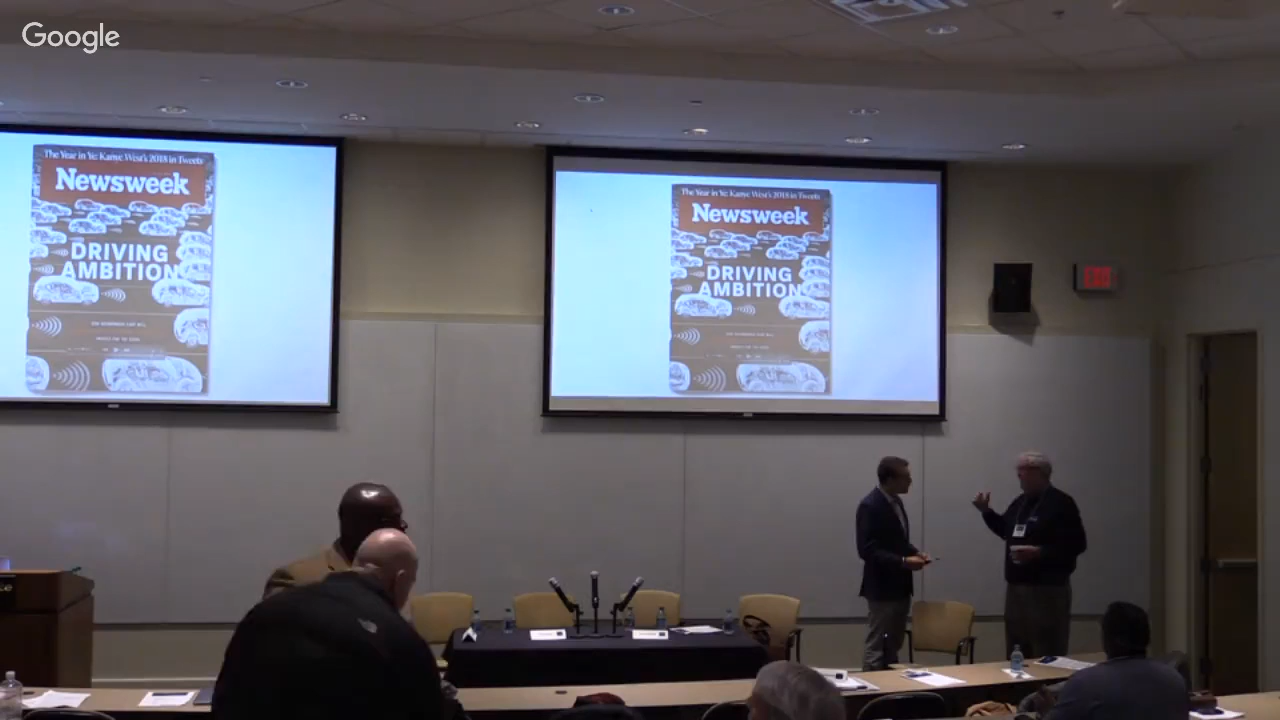 Google
The Year in Ye: Kanye West's 2018 in Tweets
Newsweek
DRIVING
AMBITION
The Year in Ye: Kanye West's 2018 in Tweets
Newsweek
DRIVING
AMBITION
EXIT